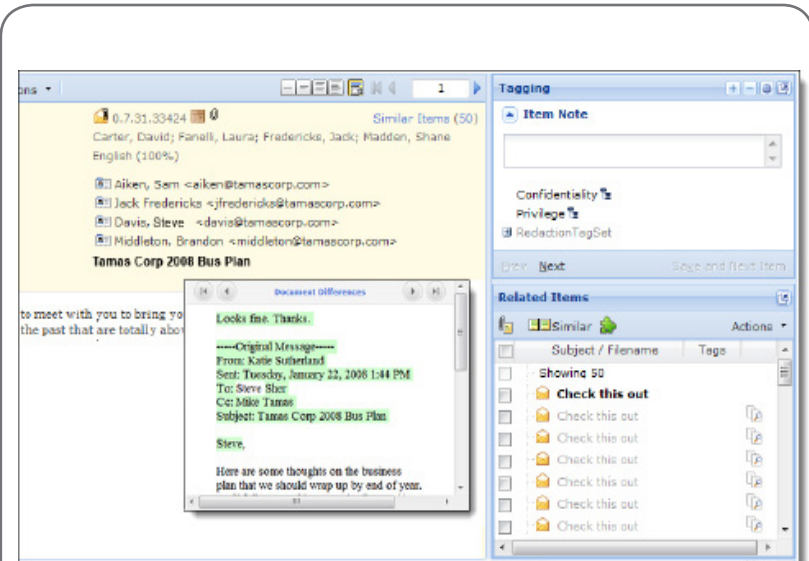 ons
1
0.7.31.33424
Similar Items (50)
Carter, David; Fanelli, Laura; Fredericks, Jack; Madden, Shane
English (100%)
Aiken, Sam <aiken@tamascorp.com>
Jack Fredericks <jfredericks@tamascorp.com>
Davis, Steve <davis@tamascorp.com>
Middleton, Brandon <middleton@tamascorp.com>
Tamas Corp 2008 Bus Plan
to meet with you to bring yo
the past that are totally abov
Document Differences
Looks fine. Thanks.
-----Original Message-----
From: Katie Sutherland
Sent: Tuesday, January 22, 2008 1:44 PM
To: Steve Sher
Cc: Mike Tamas
Subject: Tamas Corp 2008 Bus Plan
Steve,
Here are some thoughts on the business
plan that we should wrap up by end of year.
Tagging
Item Note
Confidentiality
Privilege
RedactionTagSet
Prev Next Save and Next Item
Related Items
Similar Actions
Subject / Filename Tags
Showing 50
Check this out
Check this out
Check this out
Check this out
Check this out
Check this out
Check this out